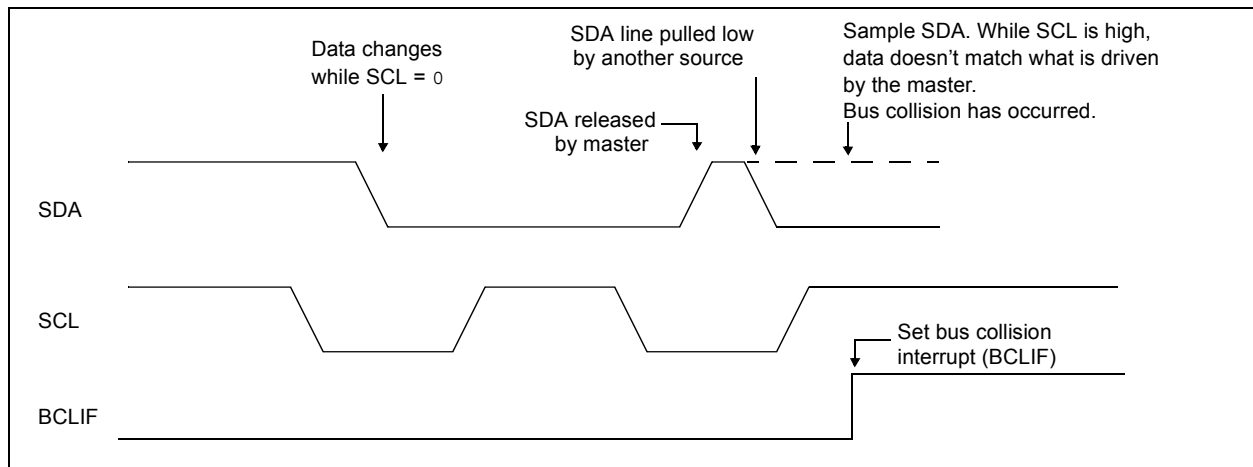 Data changes
while SCL = 0
SDA line pulled low
by another source
SDA released
by master
Sample SDA. While SCL is high,
data doesn't match what is driven
by the master.
Bus collision has occurred.
SDA
SCL
Set bus collision
interrupt (BCLIF)
BCLIF